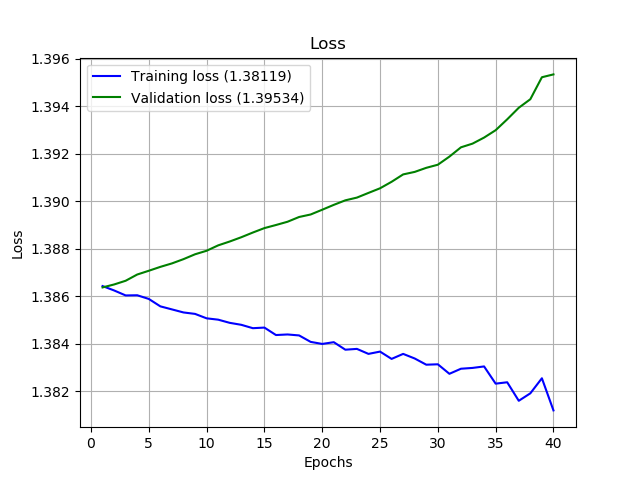 Loss
1.396
1.394
1.392
1.390
1.388
1.386
1.384
1.382
Loss
Training loss (1.38119)
Validation loss (1.39534)
0 5 10 15 20 25 30 35 40
Epochs